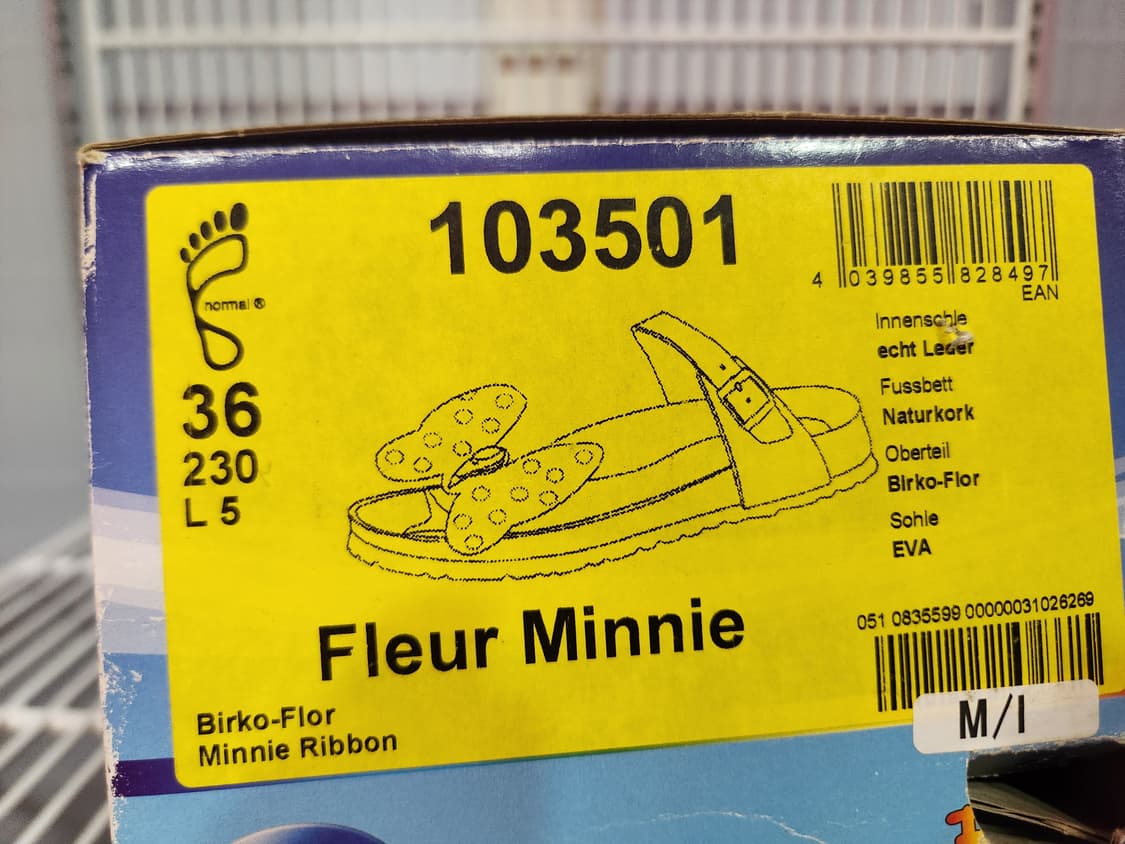 103501
normal ®
36
230
L 5
4 039855 828497
EAN
Innensohle
echt Leder
Fussbett
Naturkork
Oberteil
Birko-Flor
Sohle
EVA
Fleur Minnie
Birko-Flor
Minnie Ribbon
051 0835599 00000031026269
M/I